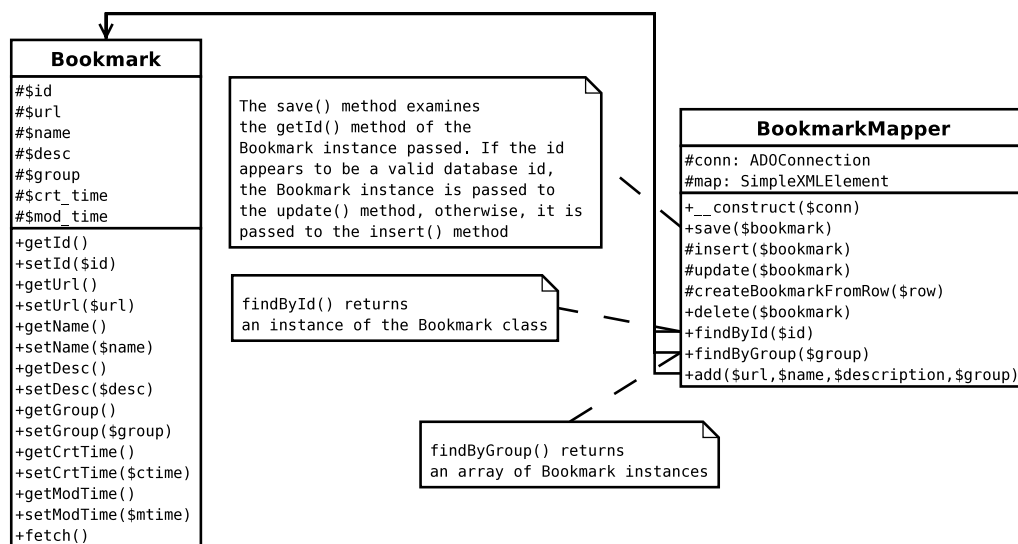 Bookmark
#$id
#$url
#$name
#$desc
#$group
#$crt_time
#$mod_time
+getId()
+setId($id)
+getUrl()
+setUrl($url)
+getName()
+setName($name)
+getDesc()
+setDesc($desc)
+getGroup()
+setGroup($group)
+getCrtTime()
+setCrtTime($ctime)
+getModTime()
+setModTime($mtime)
+fetch()
The save() method examines
the getId() method of the
Bookmark instance passed. If the id
appears to be a valid database id,
the Bookmark instance is passed to
the update() method, otherwise, it is
passed to the insert() method
findById() returns
an instance of the Bookmark class
findByGroup() returns
an array of Bookmark instances
BookmarkMapper
#conn: ADOConnection
#map: SimpleXMLElement
+__construct($conn)
+save($bookmark)
#insert($bookmark)
#update($bookmark)
#createBookmarkFromRow($row)
+delete($bookmark)
+findById($id)
+findByGroup($group)
+add($url,$name,$description,$group)